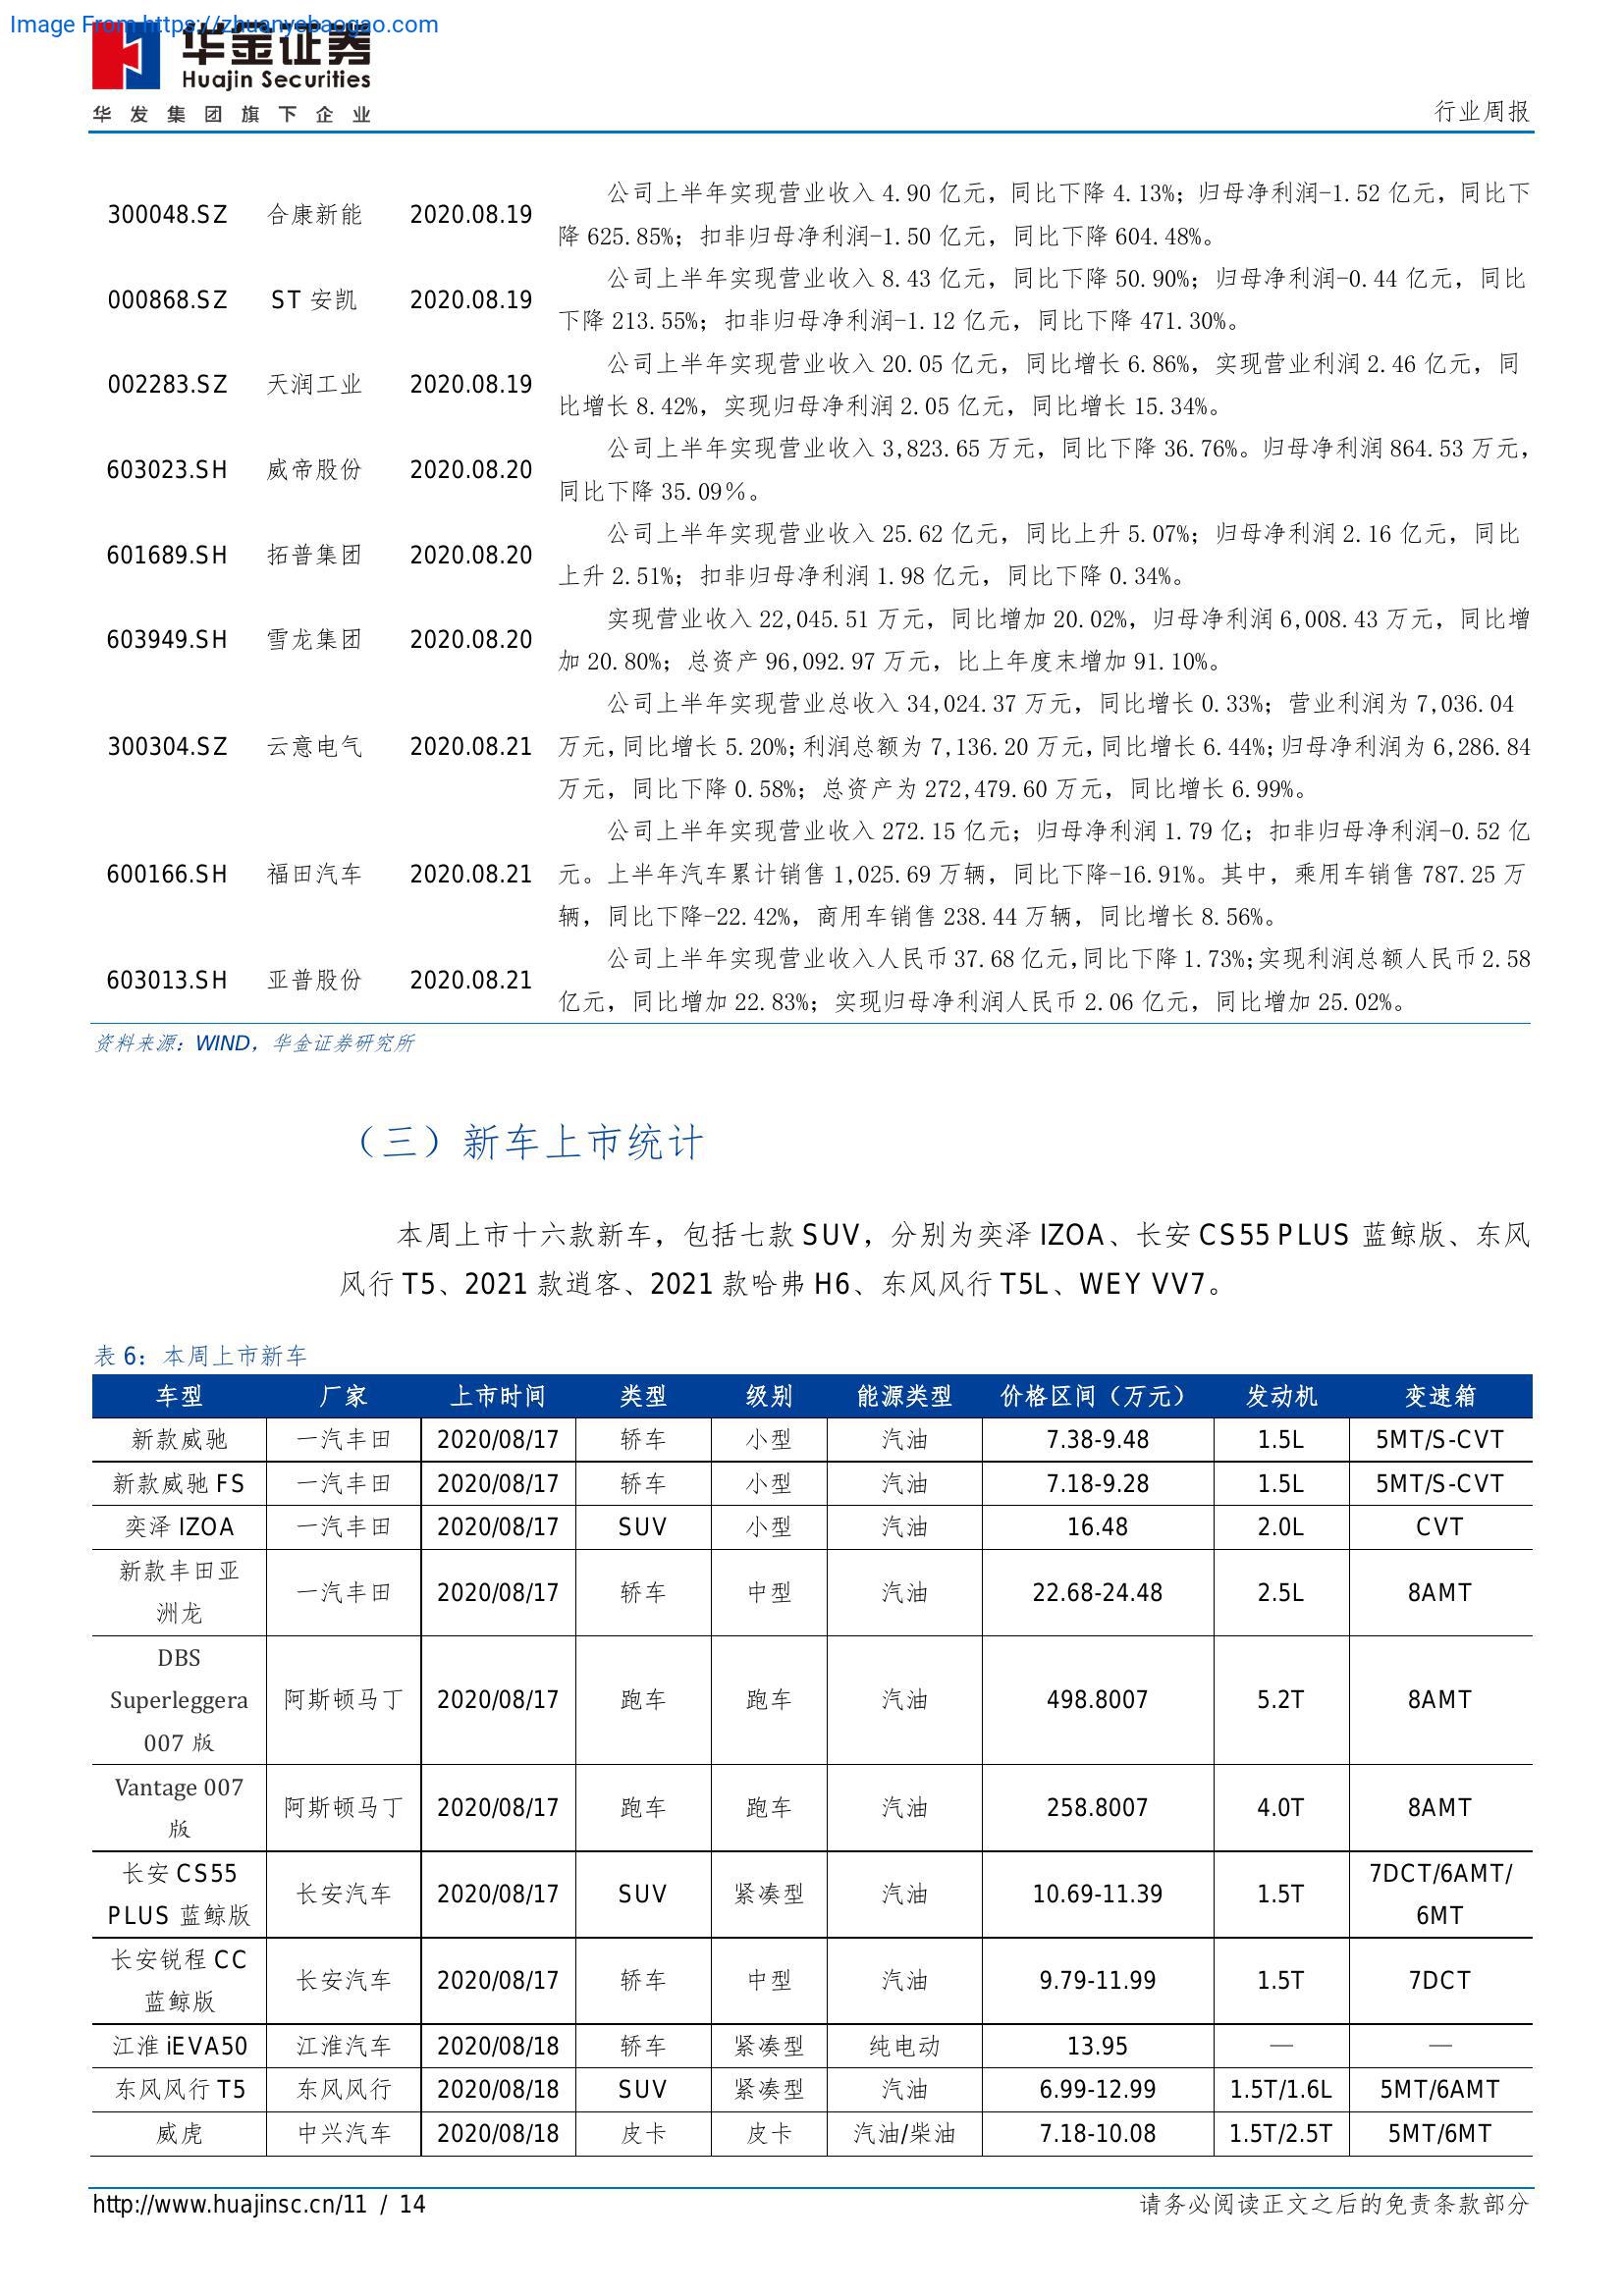 Image From https://zhuanyebaogao.com
华金证券
Huajin Securities
华发集团旗下企业
行业周报
300048.SZ 合康新能 2020.08.19 公司上半年实现营业收入 4.90 亿元，同比下降 4.13%；归母净利润-1.52 亿元，同比下
降 625.85%；扣非归母净利润-1.50 亿元，同比下降 604.48%。
000868.SZ ST 安凯 2020.08.19 公司上半年实现营业收入 8.43 亿元，同比下降 50.90%；归母净利润-0.44 亿元，同比
下降 213.55%；扣非归母净利润-1.12 亿元，同比下降 471.30%。
002283.SZ 天润工业 2020.08.19 公司上半年实现营业收入 20.05 亿元，同比增长 6.86%，实现营业利润 2.46 亿元，同
比增长 8.42%，实现归母净利润 2.05 亿元，同比增长 15.34%。
603023.SH 威帝股份 2020.08.20 公司上半年实现营业收入 3,823.65 万元，同比下降 36.76%。归母净利润 864.53 万元，
同比下降 35.09％。
601689.SH 拓普集团 2020.08.20 公司上半年实现营业收入 25.62 亿元，同比上升 5.07%；归母净利润 2.16 亿元，同比
上升 2.51%；扣非归母净利润 1.98 亿元，同比下降 0.34%。
603949.SH 雪龙集团 2020.08.20 实现营业收入 22,045.51 万元，同比增加 20.02%，归母净利润 6,008.43 万元，同比增
加 20.80%；总资产 96,092.97 万元，比上年度末增加 91.10%。
公司上半年实现营业总收入 34,024.37 万元，同比增长 0.33%；营业利润为 7,036.04
300304.SZ 云意电气 2020.08.21 万元，同比增长 5.20%；利润总额为 7,136.20 万元，同比增长 6.44%；归母净利润为 6,286.84
万元，同比下降 0.58%；总资产为 272,479.60 万元，同比增长 6.99%。
公司上半年实现营业收入 272.15 亿元；归母净利润 1.79 亿；扣非归母净利润-0.52 亿
600166.SH 福田汽车 2020.08.21 元。上半年汽车累计销售 1,025.69 万辆，同比下降-16.91%。其中，乘用车销售 787.25 万
辆，同比下降-22.42%，商用车销售 238.44 万辆，同比增长 8.56%。
603013.SH 亚普股份 2020.08.21 公司上半年实现营业收入人民币 37.68 亿元，同比下降 1.73%；实现利润总额人民币 2.58
亿元，同比增加 22.83%；实现归母净利润人民币 2.06 亿元，同比增加 25.02%。
资料来源：WIND，华金证券研究所
（三）新车上市统计
本周上市十六款新车，包括七款 SUV，分别为奕泽 IZOA、长安 CS55 PLUS 蓝鲸版、东风
风行 T5、2021 款逍客、2021 款哈弗 H6、东风风行 T5L、WEY VV7。
表 6：本周上市新车
车型 厂家 上市时间 类型 级别 能源类型 价格区间（万元） 发动机 变速箱
新款威驰 一汽丰田 2020/08/17 轿车 小型 汽油 7.38-9.48 1.5L 5MT/S-CVT
新款威驰 FS 一汽丰田 2020/08/17 轿车 小型 汽油 7.18-9.28 1.5L 5MT/S-CVT
奕泽 IZOA 一汽丰田 2020/08/17 SUV 小型 汽油 16.48 2.0L CVT
新款丰田亚
洲龙 一汽丰田 2020/08/17 轿车 中型 汽油 22.68-24.48 2.5L 8AMT
DBS
Superleggera 阿斯顿马丁 2020/08/17 跑车 跑车 汽油 498.8007 5.2T 8AMT
007 版
Vantage 007
版 阿斯顿马丁 2020/08/17 跑车 跑车 汽油 258.8007 4.0T 8AMT
长安 CS55
PLUS 蓝鲸版 长安汽车 2020/08/17 SUV 紧凑型 汽油 10.69-11.39 1.5T 7DCT/6AMT/
6MT
长安锐程 CC
蓝鲸版 长安汽车 2020/08/17 轿车 中型 汽油 9.79-11.99 1.5T 7DCT
江淮 iEVA50 江淮汽车 2020/08/18 轿车 紧凑型 纯电动 13.95 — —
东风风行 T5 东风风行 2020/08/18 SUV 紧凑型 汽油 6.99-12.99 1.5T/1.6L 5MT/6AMT
威虎 中兴汽车 2020/08/18 皮卡 皮卡 汽油/柴油 7.18-10.08 1.5T/2.5T 5MT/6MT
http://www.huajinsc.cn/11 / 14
请务必阅读正文之后的免责条款部分